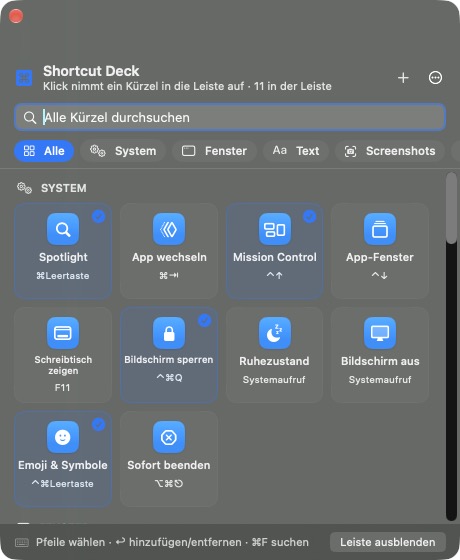 Shortcut Deck
Klick nimmt ein Kürzel in die Leiste auf · 11 in der Leiste
Alle Kürzel durchsuchen
Alle System Fenster Aa Text Screenshots
SYSTEM
Spotlight
⌘Leertaste
App wechseln
⌘⇥
Mission Control
^↑
App-Fenster
^↓
Schreibtisch
zeigen
F11
Bildschirm sperren
^⌘Q
Ruhezustand
Systemaufruf
Bildschirm aus
Systemaufruf
Emoji & Symbole
^⌘Leertaste
Sofort beenden
⌥⌘⎋
Pfeile wählen · ↩ hinzufügen/entfernen · ⌘F suchen
Leiste ausblenden